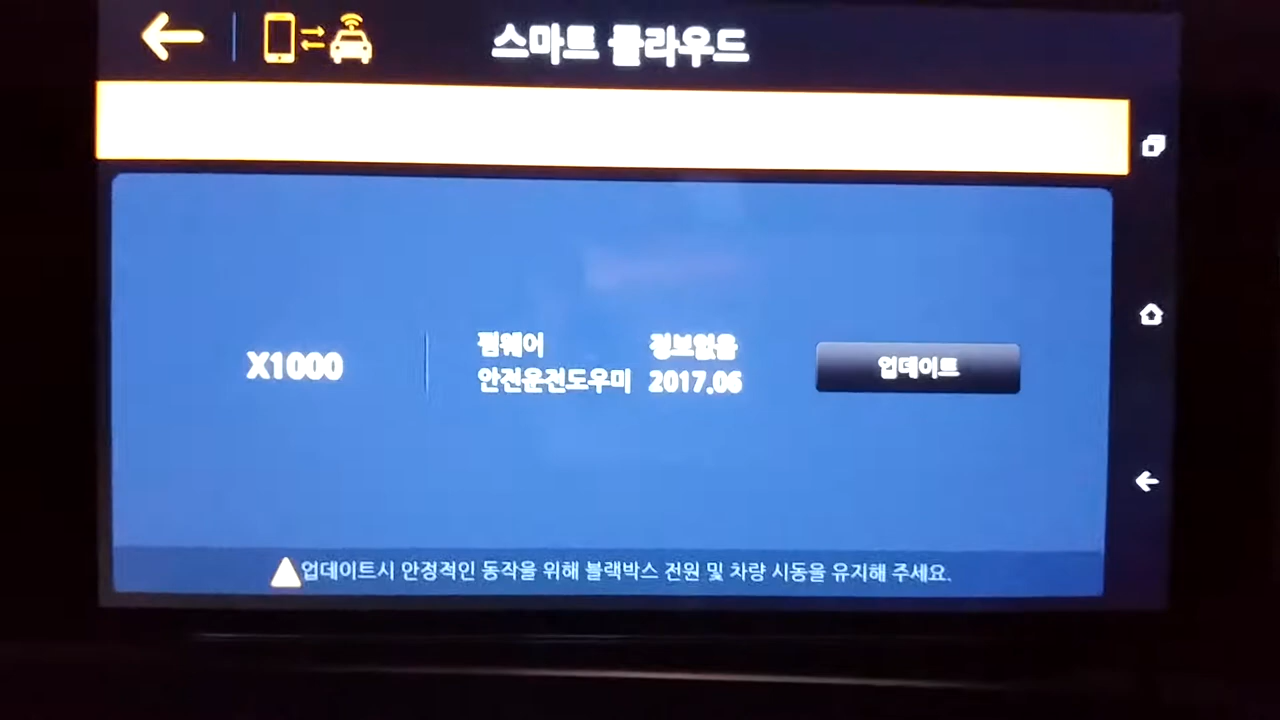 스마트 클라우드
X1000
펌웨어 정보없음
안전운전도우미 2017.06
업데이트
업데이트시 안정적인 동작을 위해 블랙박스 전원 및 차량 시동을 유지해 주세요.